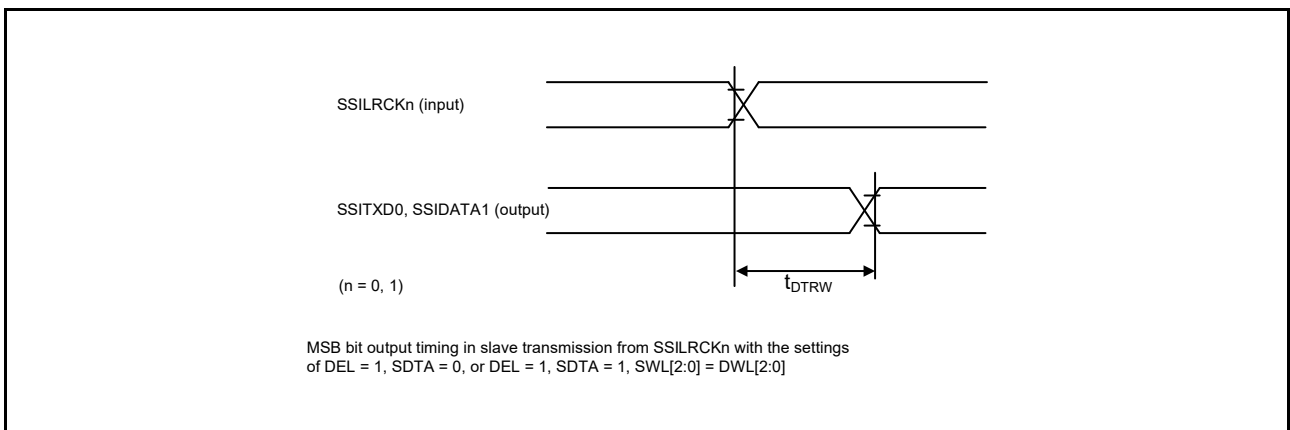 SSILRCKn (input)
SSITXD0, SSIDATA1 (output)
tDTRW
(n = 0, 1)
MSB bit output timing in slave transmission from SSILRCKn with the settings
of DEL = 1, SDTA = 0, or DEL = 1, SDTA = 1, SWL[2:0] = DWL[2:0]